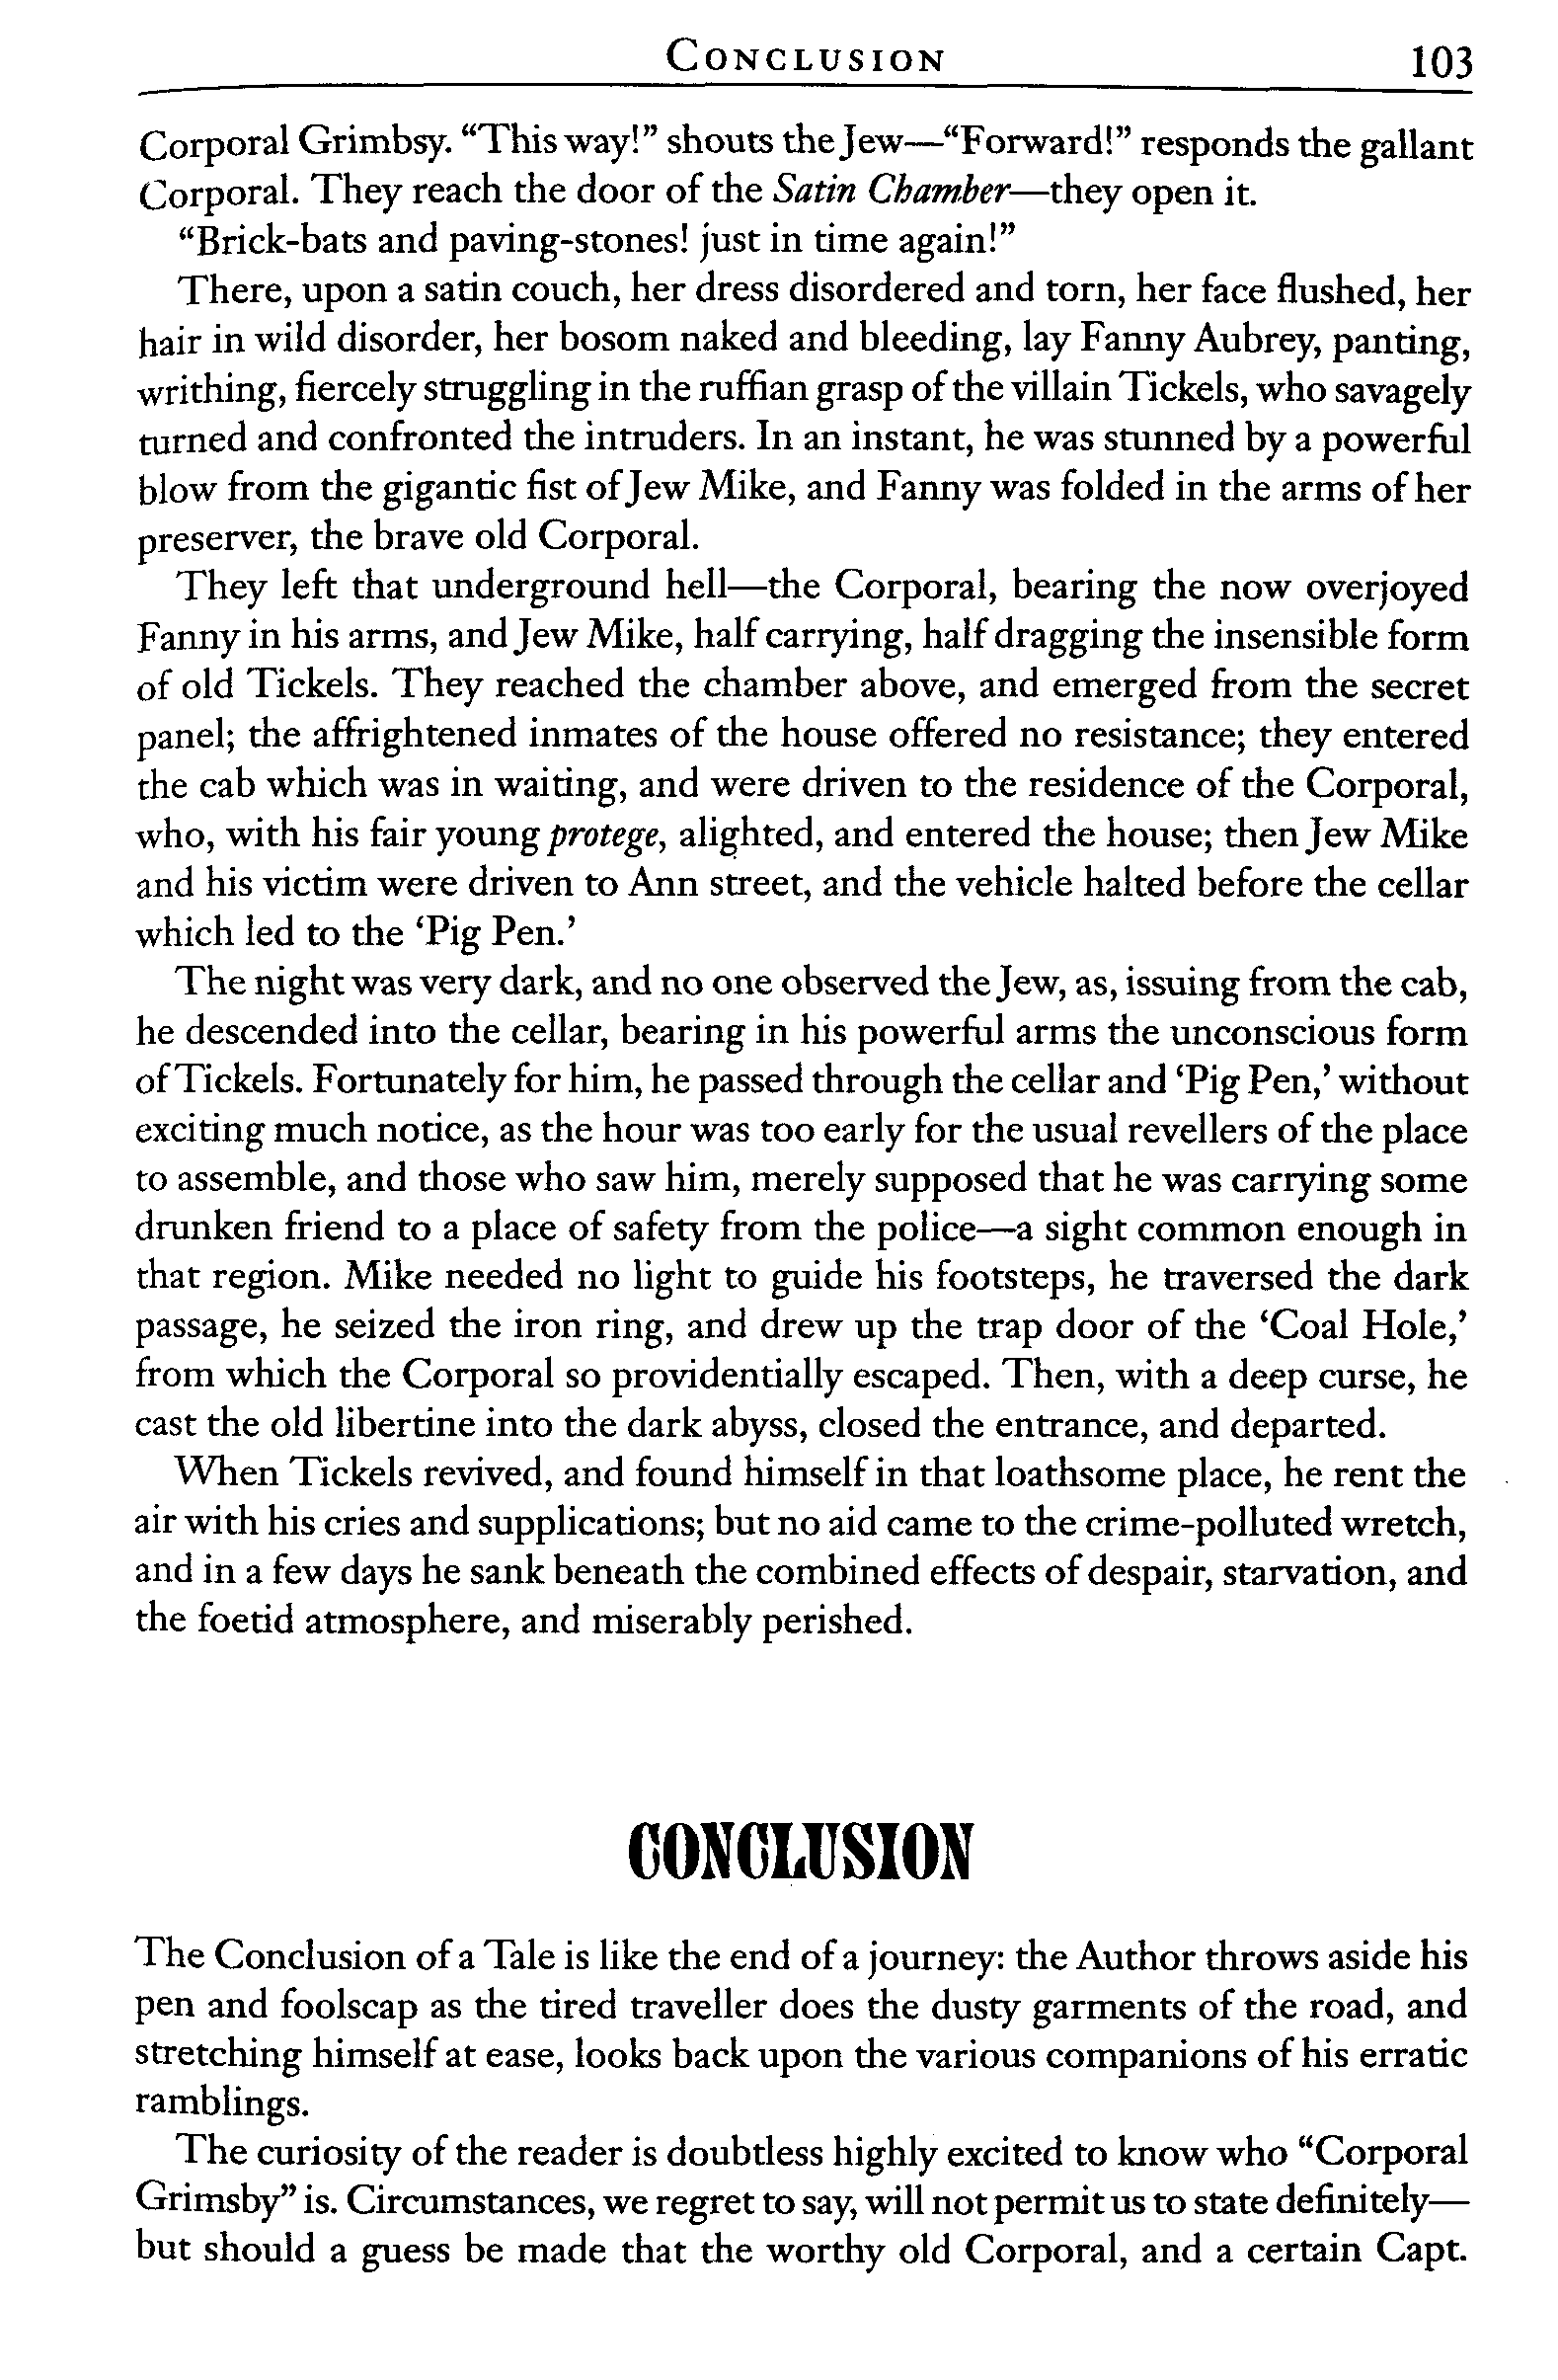 CONCLUSION 103
Corporal Grimbsy. “This way!” shouts the Jew—“Forward!” responds the gallant
Corporal. They reach the door of the Satin Chamber—they open it.
“Brick-bats and paving-stones! just in time again!”
There, upon a satin couch, her dress disordered and torn, her face flushed, her
hair in wild disorder, her bosom naked and bleeding, lay Fanny Aubrey, panting,
writhing, fiercely struggling in the ruffian grasp of the villain Tickels, who savagely
turned and confronted the intruders. In an instant, he was stunned by a powerful
blow from the gigantic fist of Jew Mike, and Fanny was folded in the arms of her
preserver, the brave old Corporal.
They left that underground hell—the Corporal, bearing the now overjoyed
Fanny in his arms, and Jew Mike, half carrying, half dragging the insensible form
of old Tickels. They reached the chamber above, and emerged from the secret
panel; the affrightened inmates of the house offered no resistance; they entered
the cab which was in waiting, and were driven to the residence of the Corporal,
who, with his fair young protege, alighted, and entered the house; then Jew Mike
and his victim were driven to Ann street, and the vehicle halted before the cellar
which led to the ‘Pig Pen.’
The night was very dark, and no one observed the Jew, as, issuing from the cab,
he descended into the cellar, bearing in his powerful arms the unconscious form
of Tickels. Fortunately for him, he passed through the cellar and ‘Pig Pen,’ without
exciting much notice, as the hour was too early for the usual revellers of the place
to assemble, and those who saw him, merely supposed that he was carrying some
drunken friend to a place of safety from the police—a sight common enough in
that region. Mike needed no light to guide his footsteps, he traversed the dark
passage, he seized the iron ring, and drew up the trap door of the ‘Coal Hole,’
from which the Corporal so providentially escaped. Then, with a deep curse, he
cast the old libertine into the dark abyss, closed the entrance, and departed.
When Tickels revived, and found himself in that loathsome place, he rent the
air with his cries and supplications; but no aid came to the crime-polluted wretch,
and in a few days he sank beneath the combined effects of despair, starvation, and
the foetid atmosphere, and miserably perished.
CONCLUSION
The Conclusion of a Tale is like the end of a journey: the Author throws aside his
pen and foolscap as the tired traveller does the dusty garments of the road, and
stretching himself at ease, looks back upon the various companions of his erratic
ramblings.
The curiosity of the reader is doubtless highly excited to know who “Corporal
Grimsby” is. Circumstances, we regret to say, will not permit us to state definitely—
but should a guess be made that the worthy old Corporal, and a certain Capt.